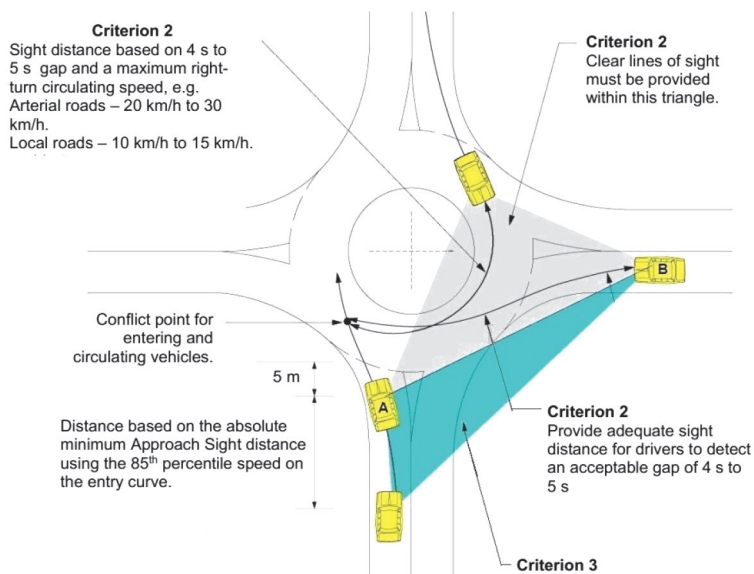 Criterion 2
Sight distance based on 4 s to
5 s gap and a maximum right-
turn circulating speed, e.g.
Arterial roads – 20 km/h to 30
km/h.
Local roads – 10 km/h to 15 km/h.
Criterion 2
Clear lines of sight
must be provided
within this triangle.
B
Conflict point for
entering and
circulating vehicles.
5 m
A
Distance based on the absolute
minimum Approach Sight distance
using the 85th percentile speed on
the entry curve.
Criterion 2
Provide adequate sight
distance for drivers to detect
an acceptable gap of 4 s to
5 s
Criterion 3